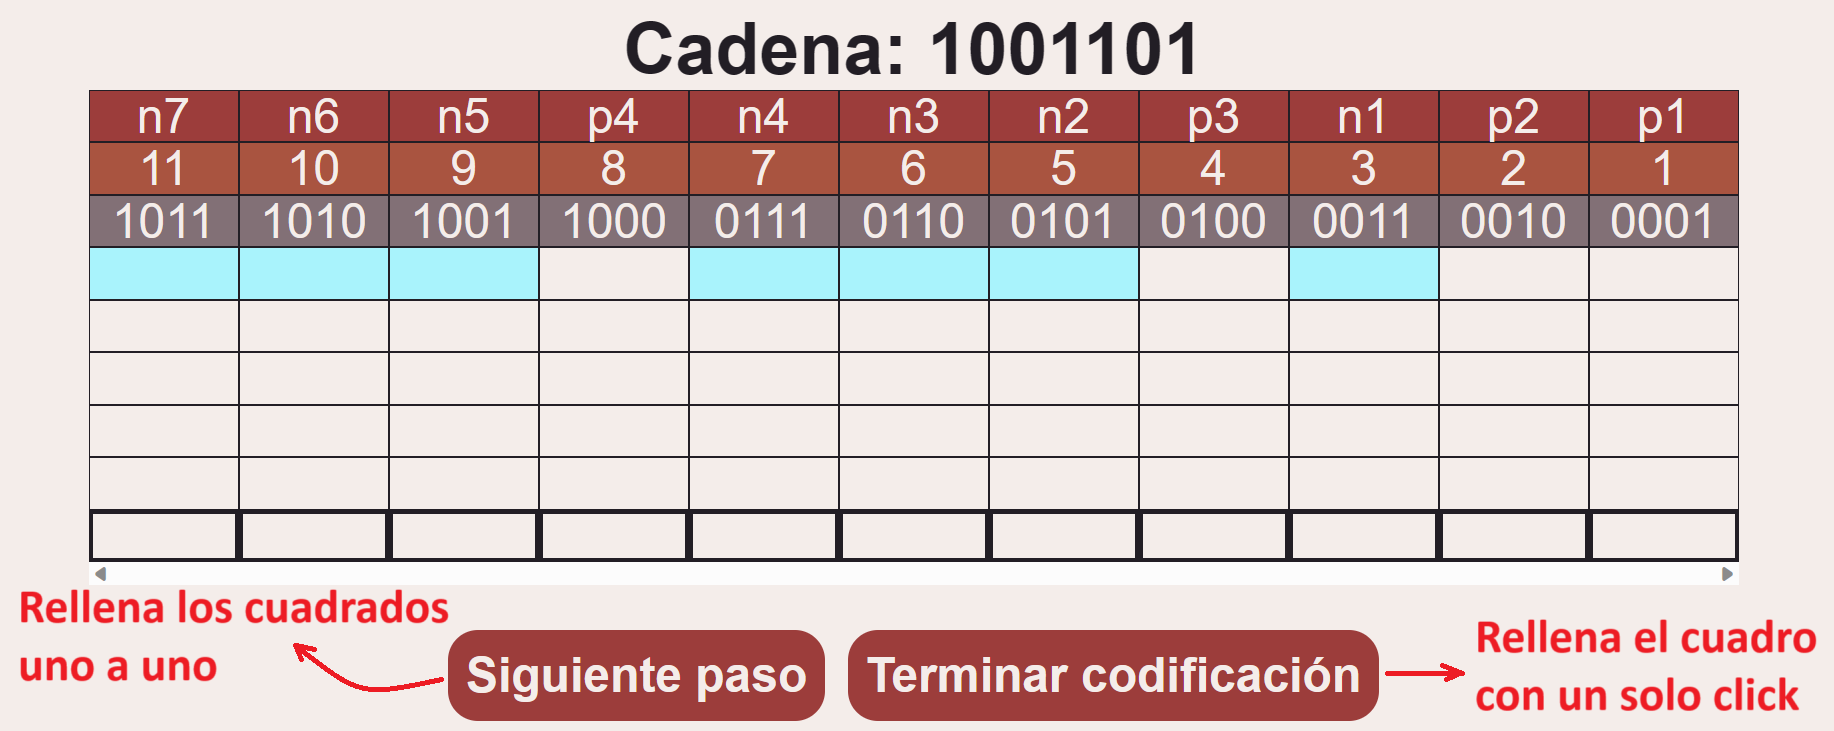 Cadena: 1001101
n7 n6 n5 p4 n4 n3 n2 p3 n1 p2 p1
11 10 9 8 7 6 5 4 3 2 1
1011 1010 1001 1000 0111 0110 0101 0100 0011 0010 0001
Rellena los cuadrados
uno a uno
Siguiente paso
Terminar codificación
Rellena el cuadro
con un solo click